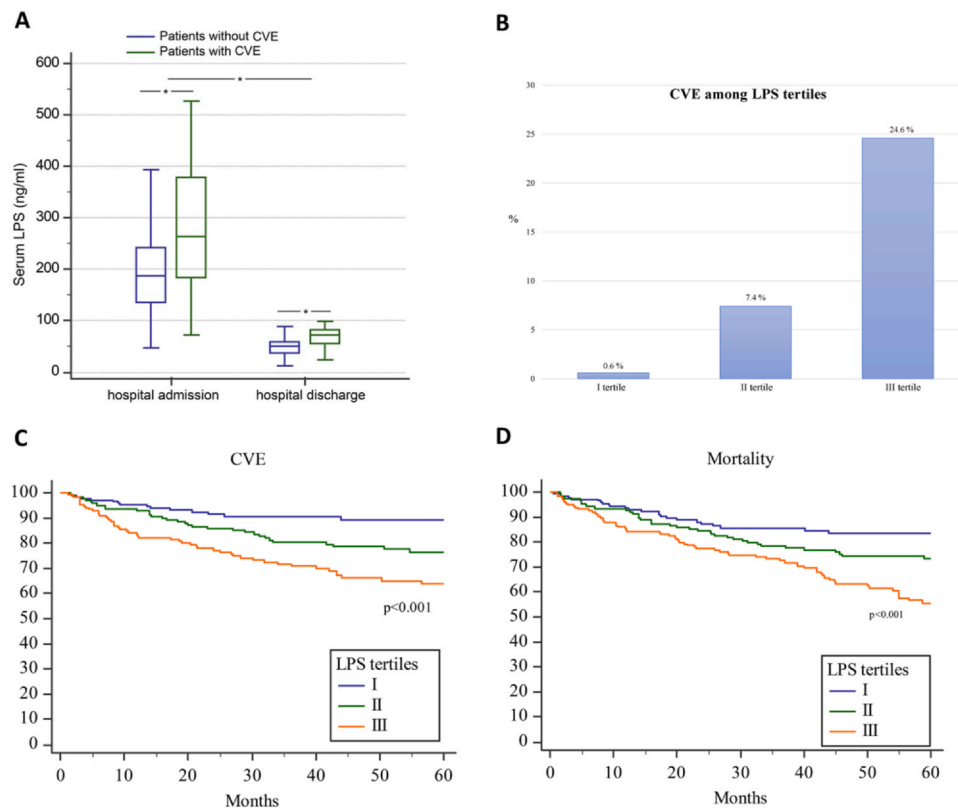 A
Patients without CVE
Patients with CVE
600
500
400
300
200
100
0
Serum LPS (ng/ml)
*
*
*
hospital admission
hospital discharge
B
CVE among LPS tertiles
30
25
20
15
10
5
0
%
0.6 %
7.4 %
24.6 %
I tertile
II tertile
III tertile
C
CVE
100
90
80
70
60
50
40
30
20
10
0
p<0.001
LPS tertiles
I
II
III
0 10 20 30 40 50 60
Months
D
Mortality
100
90
80
70
60
50
40
30
20
10
0
p<0.001
LPS tertiles
I
II
III
0 10 20 30 40 50 60
Months